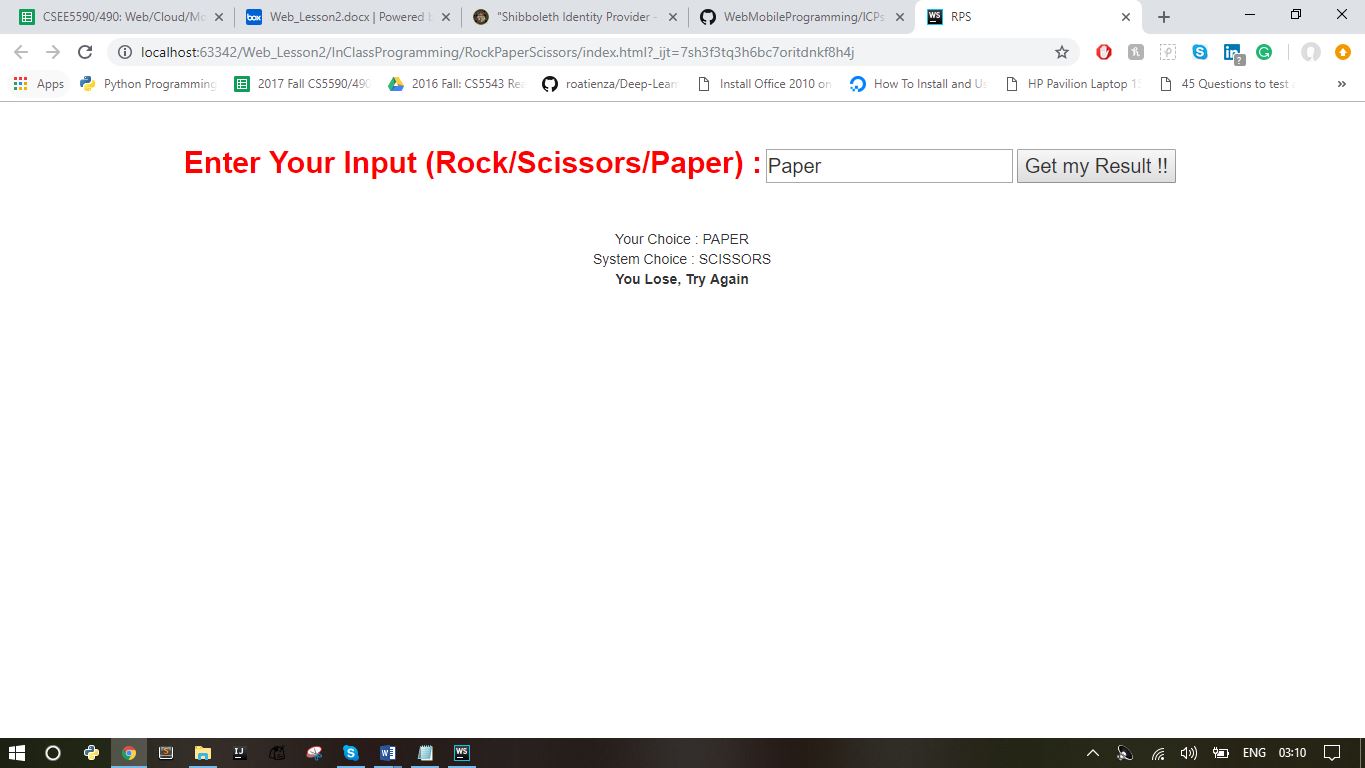 CSEE5590/490: Web/Cloud/Mo
Web_Lesson2.docx | Powered b
"Shibboleth Identity Provider -
WebMobileProgramming/ICPs
WS RPS
localhost:63342/Web_Lesson2/InClassProgramming/RockPaperScissors/index.html?_ijt=7sh3f3tq3h6bc7oritdnkf8h4j
Apps
Python Programming
2017 Fall CS5590/490
2016 Fall: CS5543 Rea
roatienza/Deep-Learn
Install Office 2010 on
How To Install and Us
HP Pavilion Laptop 15
45 Questions to test a
Enter Your Input (Rock/Scissors/Paper) : Paper Get my Result !!
Your Choice : PAPER
System Choice : SCISSORS
You Lose, Try Again
ENG 03:10